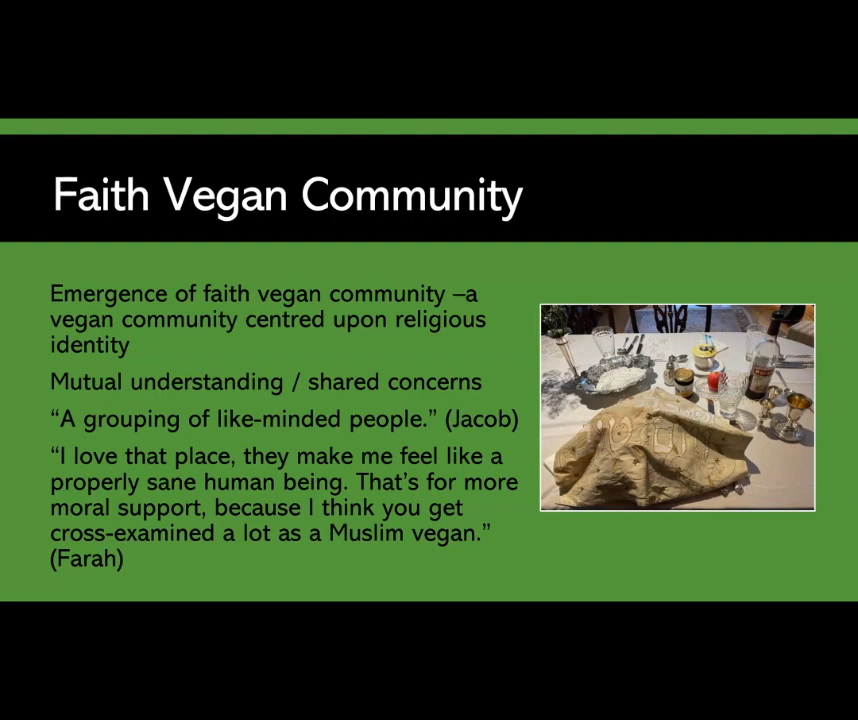 Faith Vegan Community
Emergence of faith vegan community –a
vegan community centred upon religious
identity
Mutual understanding / shared concerns
“A grouping of like-minded people.” (Jacob)
“I love that place, they make me feel like a
properly sane human being. That’s for more
moral support, because I think you get
cross-examined a lot as a Muslim vegan.”
(Farah)